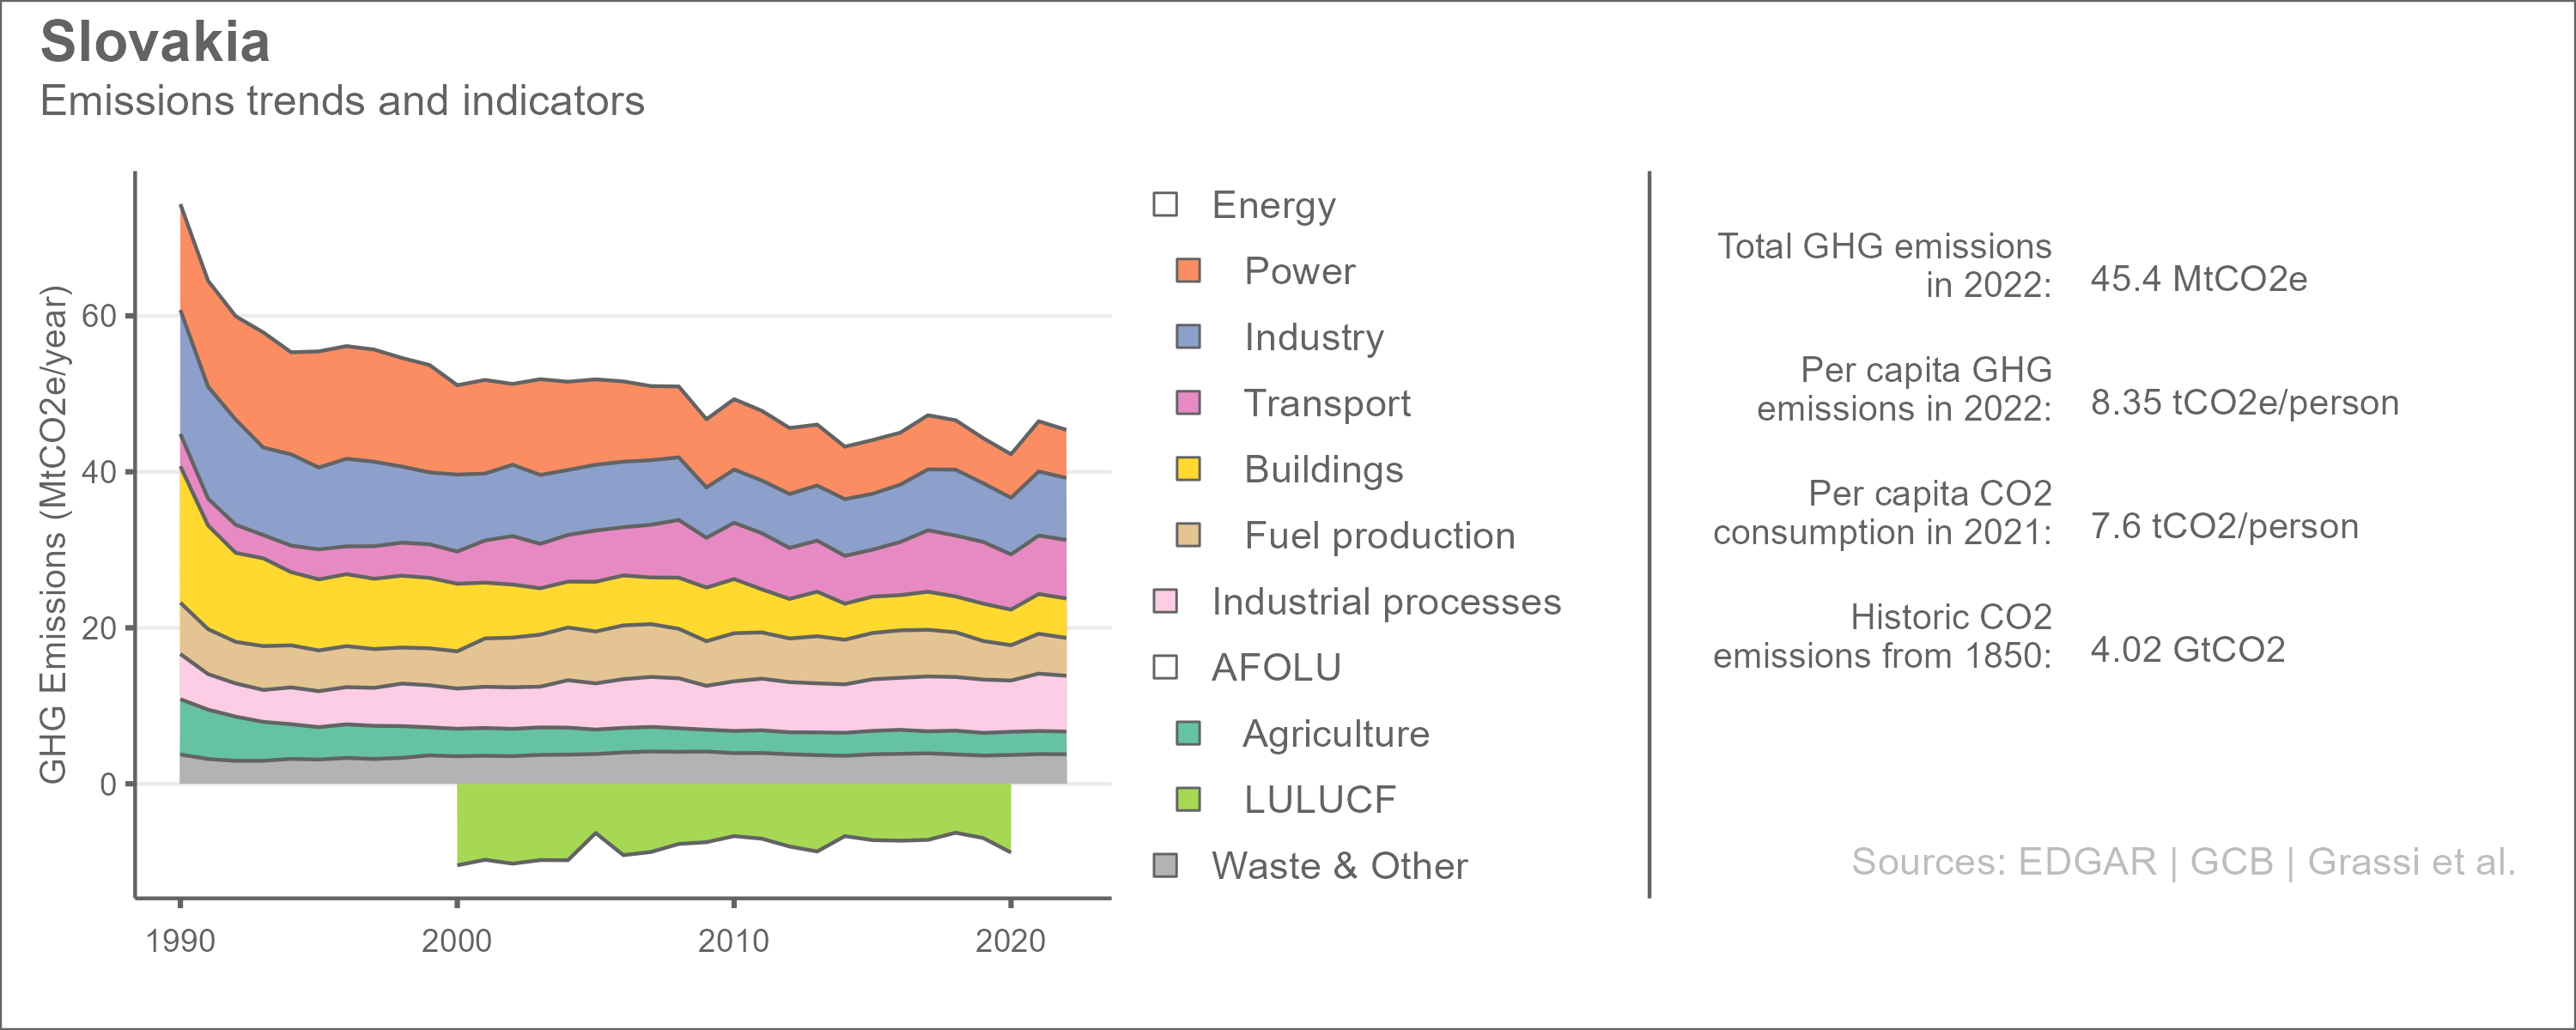 Slovakia
Emissions trends and indicators
GHG Emissions (MtCO2e/year)
60
40
20
0
1990
2000
2010
2020
Energy
Power
Industry
Transport
Buildings
Fuel production
Industrial processes
AFOLU
Agriculture
LULUCF
Waste & Other
Total GHG emissions
in 2022:
45.4 MtCO2e
Per capita GHG
emissions in 2022:
8.35 tCO2e/person
Per capita CO2
consumption in 2021:
7.6 tCO2/person
Historic CO2
emissions from 1850:
4.02 GtCO2
Sources: EDGAR | GCB | Grassi et al.